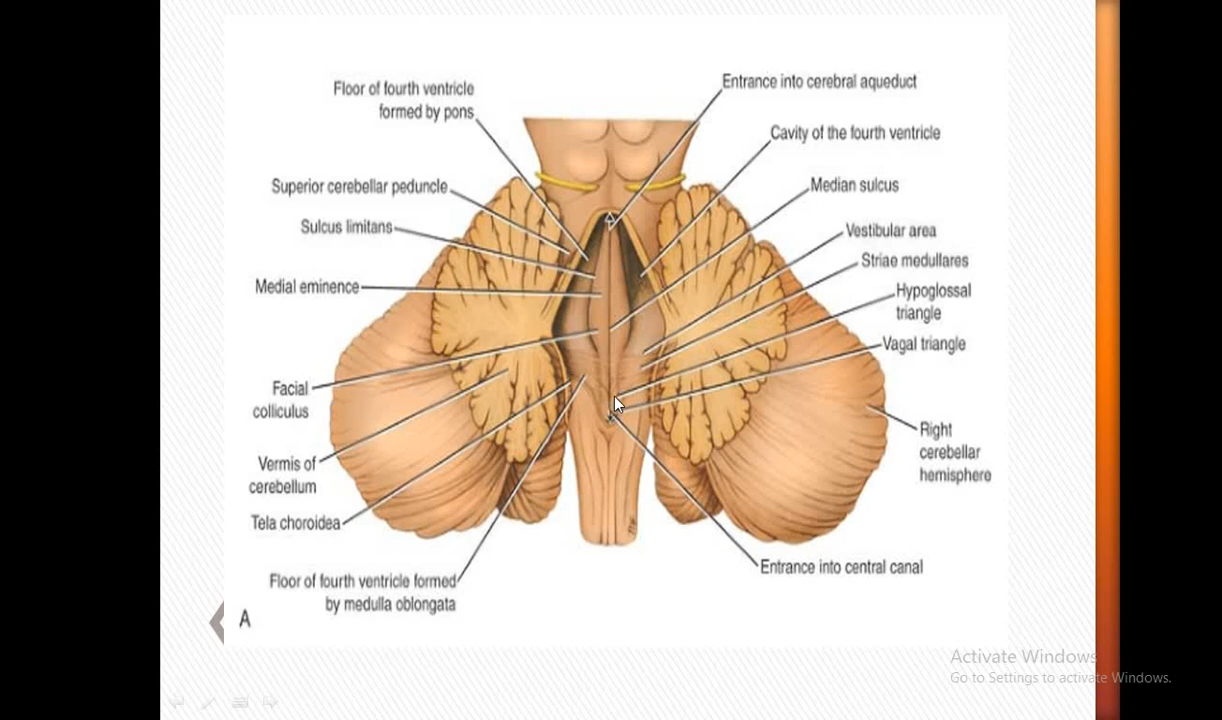 Floor of fourth ventricle
formed by pons
Entrance into cerebral aqueduct
Cavity of the fourth ventricle
Superior cerebellar peduncle
Median sulcus
Sulcus limitans
Vestibular area
Striae medullares
Medial eminence
Hypoglossal
triangle
Vagal triangle
Facial
colliculus
Right
cerebellar
hemisphere
Vermis of
cerebellum
Tela choroidea
Entrance into central canal
Floor of fourth ventricle formed
by medulla oblongata
A
Activate Windows
Go to Settings to activate Windows.